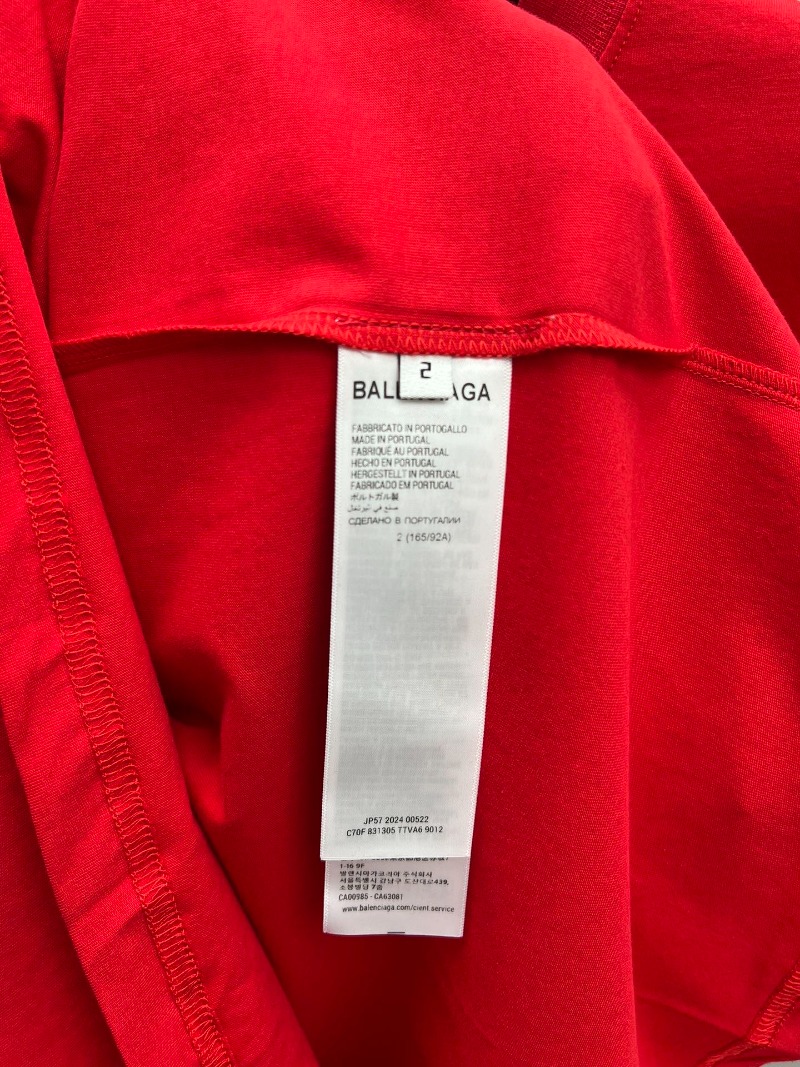 2
BALENCIAGA
FABBRICATO IN PORTOGALLO
MADE IN PORTUGAL
FABRIQUÉ AU PORTUGAL
HECHO EN PORTUGAL
HERGESTELLT IN PORTUGAL
FABRICADO EM PORTUGAL
ポルトガル製
صنع في البرتغال
СДЕЛАНО В ПОРТУГАЛИИ
2 (165/92A)
JP57 2024 00522
C70F 831305 TTVA6 9012
1-16 9F
발렌시아가코리아 주식회사
서울특별시 강남구 도산대로439,
소봉빌딩 7층
CA00985 - CA63081
www.balenciaga.com/cient.service